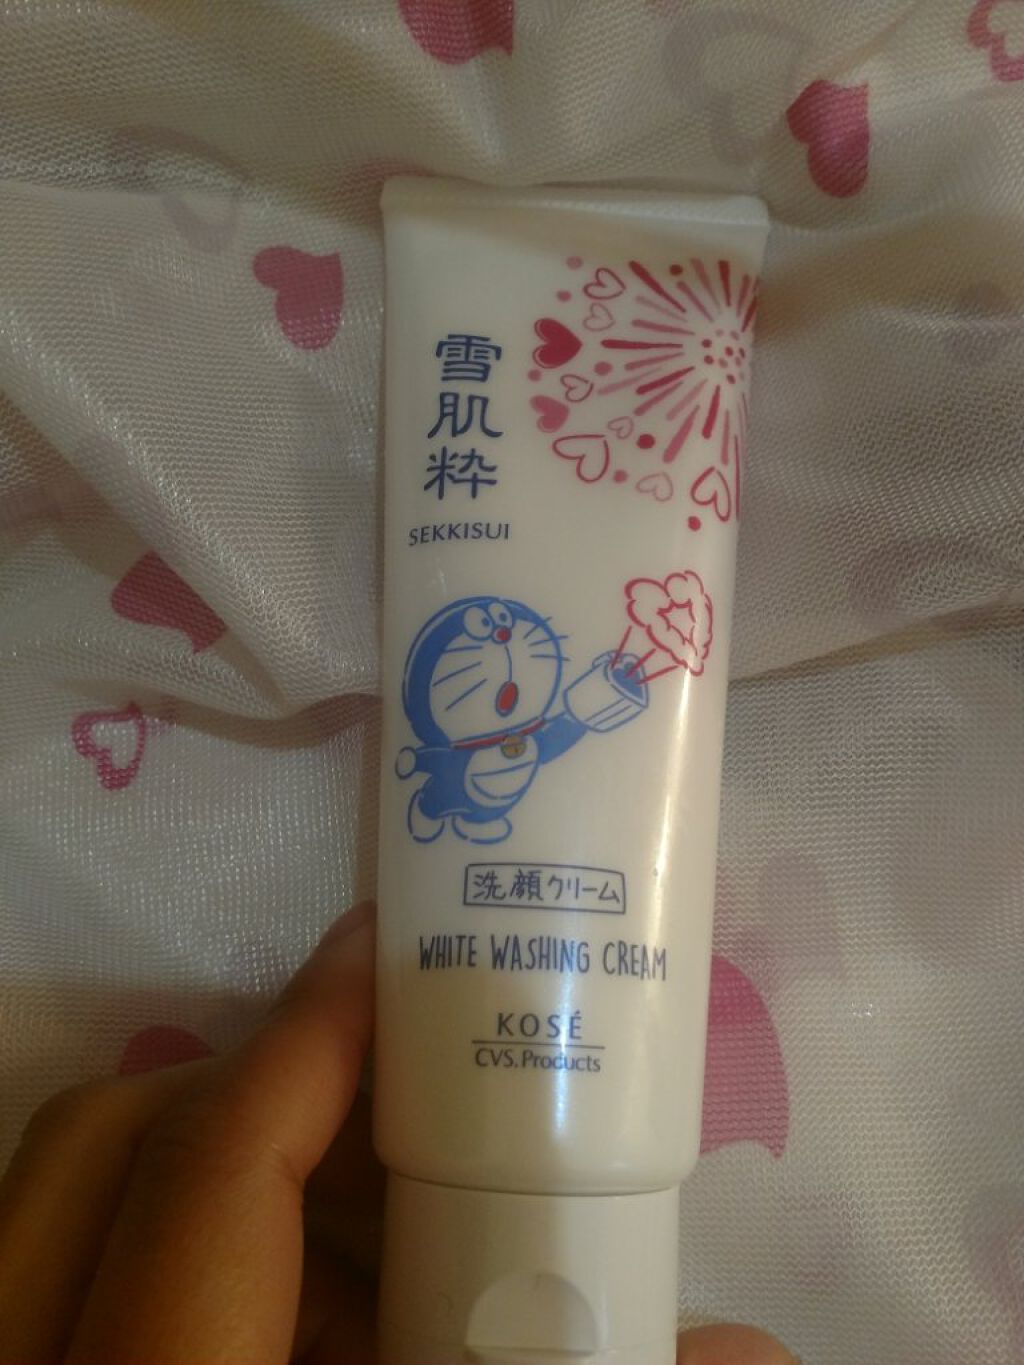 雪肌粋
SEKKISUI
洗顔クリーム
WHITE WASHING CREAM
KOSÉ
CVS.Products